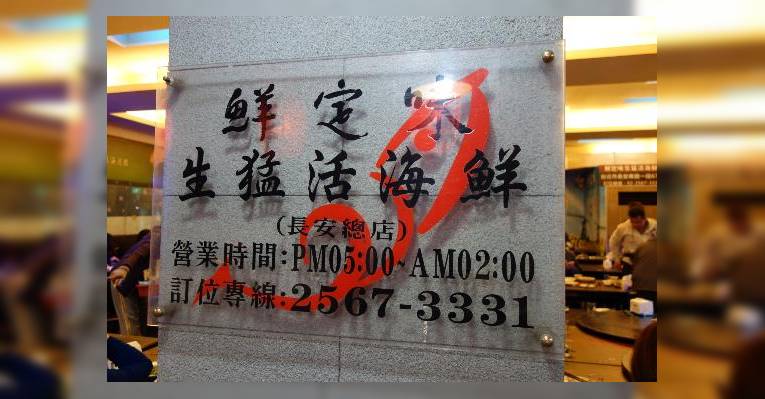 鮮定味
生猛活海鮮
(長安總店)
營業時間:PM05:00~AM02:00
訂位專線:2567-3331